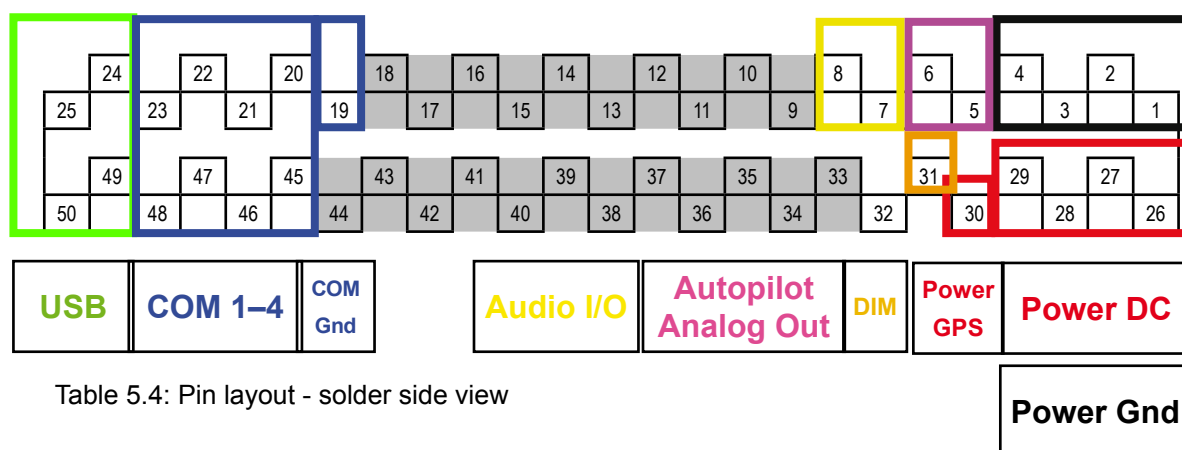 24 22 20 18 16 14 12 10 8 6 4 2
25 23 21 19 17 15 13 11 9 7 5 3 1
49 47 45 43 41 39 37 35 33 31 29 27
50 48 46 44 42 40 38 36 34 32 30 28 26
USB
COM 1–4
COM
Gnd
Audio I/O
Autopilot
Analog Out
DIM
Power
GPS
Power DC
Table 5.4: Pin layout - solder side view
Power Gnd